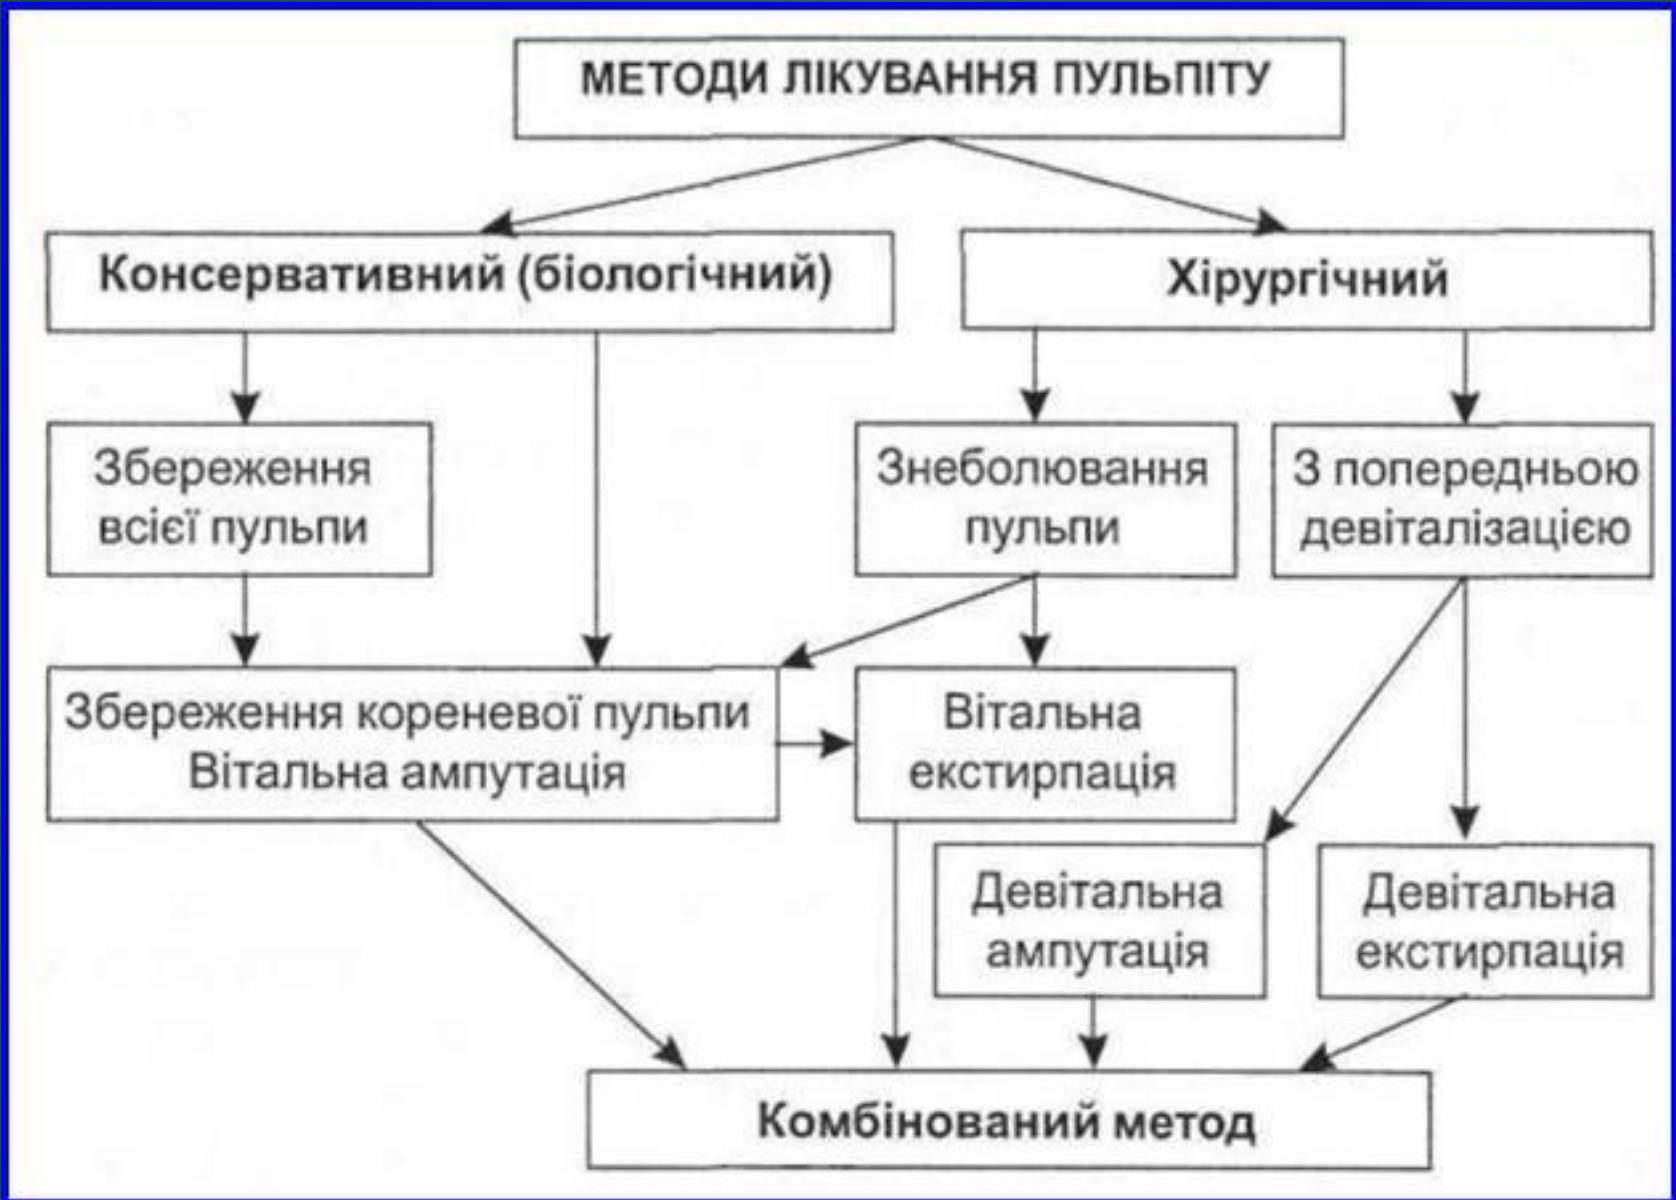 МЕТОДИ ЛІКУВАННЯ ПУЛЬПІТУ
Консервативний (біологічний)
Хірургічний
Збереження
всієї пульпи
Знеболювання
пульпи
З попередньою
девіталізацією
Збереження кореневої пульпи
Вітальна ампутація
Вітальна
екстирпація
Девітальна
ампутація
Девітальна
екстирпація
Комбінований метод